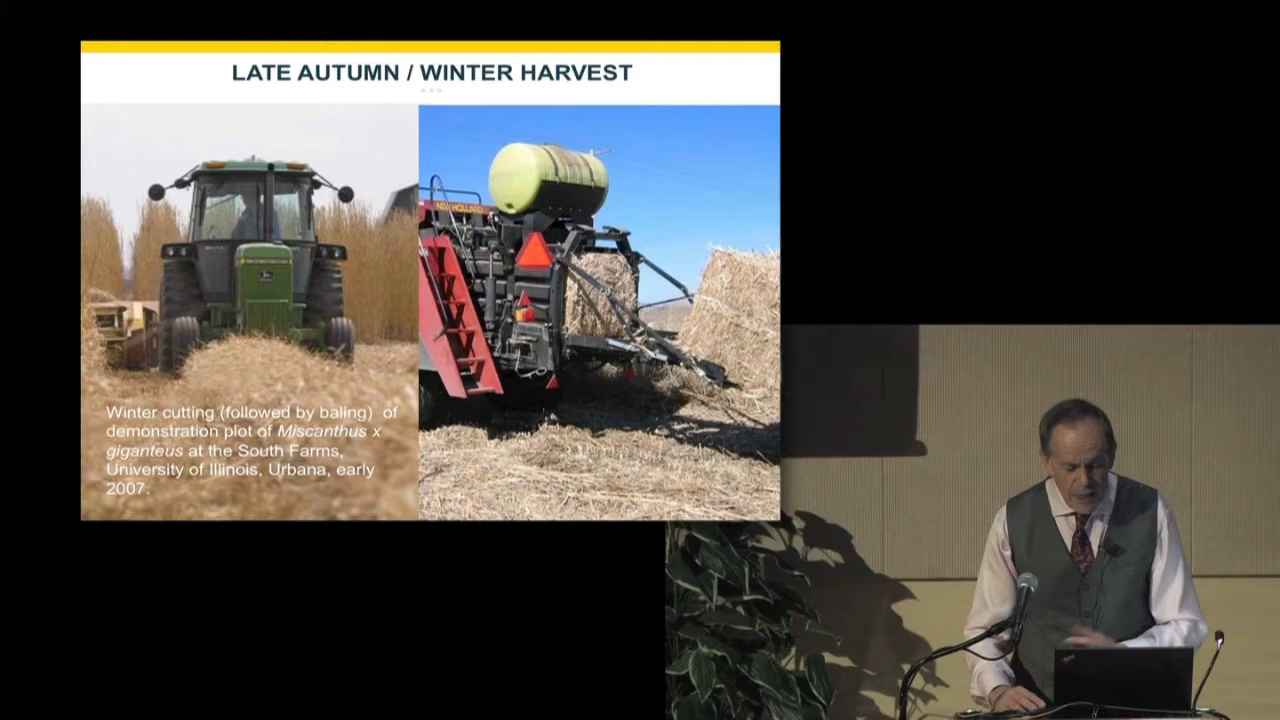 LATE AUTUMN / WINTER HARVEST
NEW HOLLAND
Winter cutting (followed by baling) of
demonstration plot of Miscanthus x
giganteus at the South Farms,
University of Illinois, Urbana, early
2007.